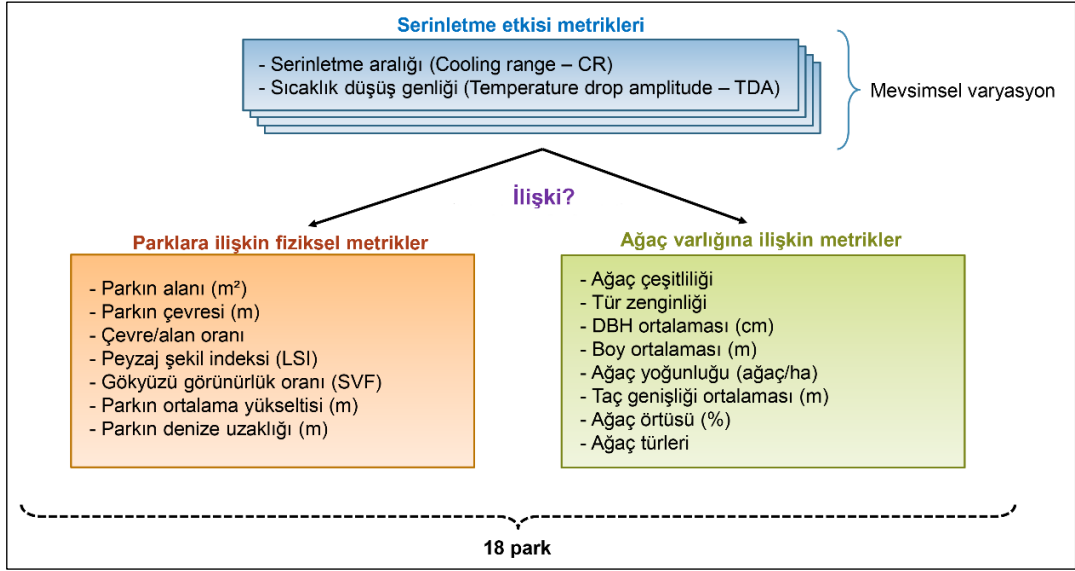 Serinletme etkisi metrikleri
- Serinletme aralığı (Cooling range – CR)
- Sıcaklık düşüş genliği (Temperature drop amplitude – TDA)
Mevsimsel varyasyon
İlişki?
Parklara ilişkin fiziksel metrikler
- Parkın alanı (m²)
- Parkın çevresi (m)
- Çevre/alan oranı
- Peyzaj şekil indeksi (LSI)
- Gökyüzü görünürlük oranı (SVF)
- Parkın ortalama yükseltisi (m)
- Parkın denize uzaklığı (m)
Ağaç varlığına ilişkin metrikler
- Ağaç çeşitliliği
- Tür zenginliği
- DBH ortalaması (cm)
- Boy ortalaması (m)
- Ağaç yoğunluğu (ağaç/ha)
- Taç genişliği ortalaması (m)
- Ağaç örtüsü (%)
- Ağaç türleri
18 park